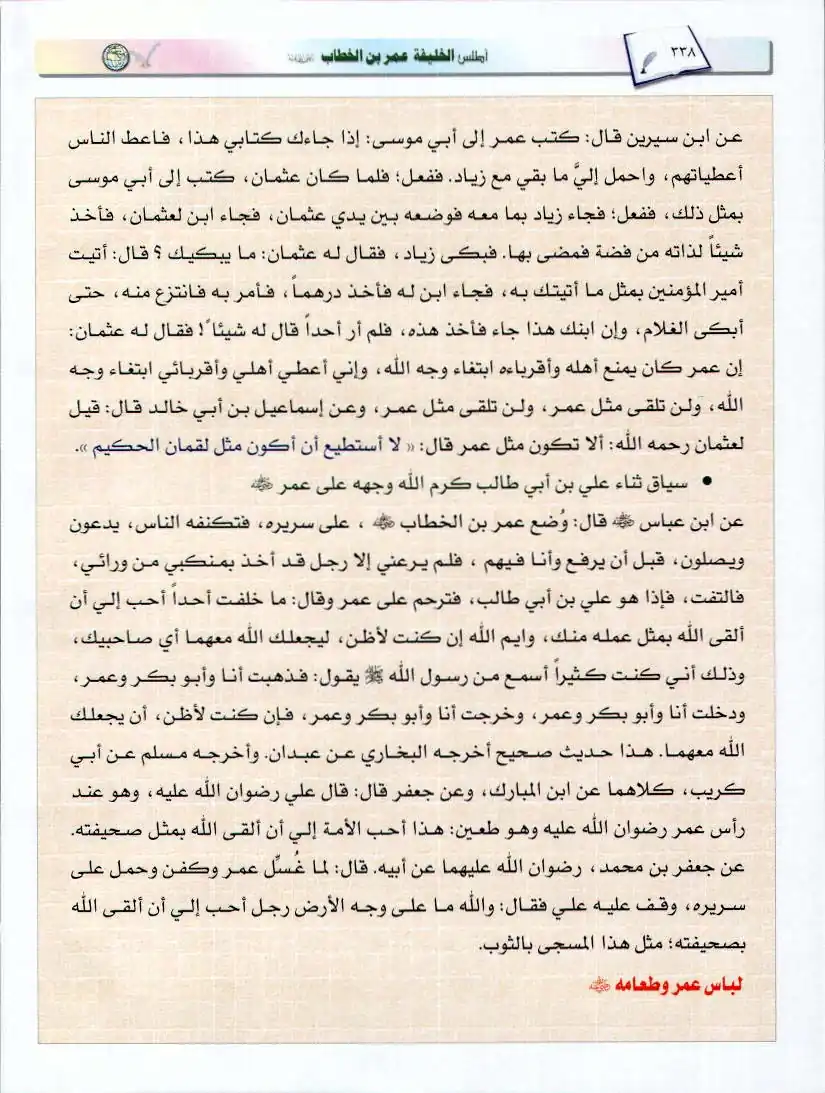 ٢٣٨
أطلس الخليفة عمر بن الخطاب
عن ابن سيرين قال: كتب عمر إلى أبي موسى: إذا جاءك كتابي هذا، فاعط الناس
أعطياتهم، واحمل إليَّ ما بقي مع زياد. ففعل؛ فلما كان عثمان، كتب إلى أبي موسى
بمثل ذلك، ففعل؛ فجاء زياد بما معه فوضعه بين يدي عثمان، فجاء ابن لعثمان، فأخذ
شيئاً لذاته من فضة فمضى بها. فبكى زياد، فقال له عثمان: ما يبكيك؟ قال: أتيت
أمير المؤمنين بمثل ما أتيتك به، فجاء ابن له فأخذ درهماً، فأمر به فانتزع منه، حتى
أبكى الغلام، وإن ابنك هذا جاء فأخذ هذه، فلم أر أحداً قال له شيئاً! فقال له عثمان:
إن عمر كان يمنع أهله وأقرباءه ابتغاء وجه الله، وإني أعطي أهلي وأقربائي ابتغاء وجه
الله، ولن تلقى مثل عمر، ولن تلقى مثل عمر، وعن إسماعيل بن أبي خالد قال: قيل
لعثمان رحمه الله: ألا تكون مثل عمر قال: « لا أستطيع أن أكون مثل لقمان الحكيم ».
• سياق ثناء علي بن أبي طالب كرم الله وجهه على عمر ﷺ
عن ابن عباس ﷺ قال: وُضع عمر بن الخطاب ﷺ، على سريره، فتكنفه الناس، يدعون
ويصلون، قبل أن يرفع وأنا فيهم، فلم يرعني إلا رجل قد أخذ بمنكبي من ورائي،
فالتفت، فإذا هو علي بن أبي طالب، فترحم على عمر وقال: ما خلفت أحداً أحب إلي أن
ألقى الله بمثل عمله منك، وايم الله إن كنت لأظن، ليجعلك الله معهما أي صاحبيك،
وذلك أني كنت كثيراً أسمع من رسول الله ﷺ يقول: فذهبت أنا وأبو بكر وعمر،
ودخلت أنا وأبو بكر وعمر، وخرجت أنا وأبو بكر وعمر، فإن كنت لأظن، أن يجعلك
الله معهما. هذا حديث صحيح أخرجه البخاري عن عبدان. وأخرجه مسلم عن أبي
كريب، كلاهما عن ابن المبارك، وعن جعفر قال: قال علي رضوان الله عليه، وهو عند
رأس عمر رضوان الله عليه وهو طعين: هذا أحب الأمة إلي أن ألقى الله بمثل صحيفته.
عن جعفر بن محمد، رضوان الله عليهما عن أبيه. قال: لما غُسِّل عمر وكفن وحمل على
سريره، وقف عليه علي فقال: والله ما على وجه الأرض رجل أحب إلي أن ألقى الله
بصحيفته؛ مثل هذا المسجى بالثوب.
لباس عمر وطعامه